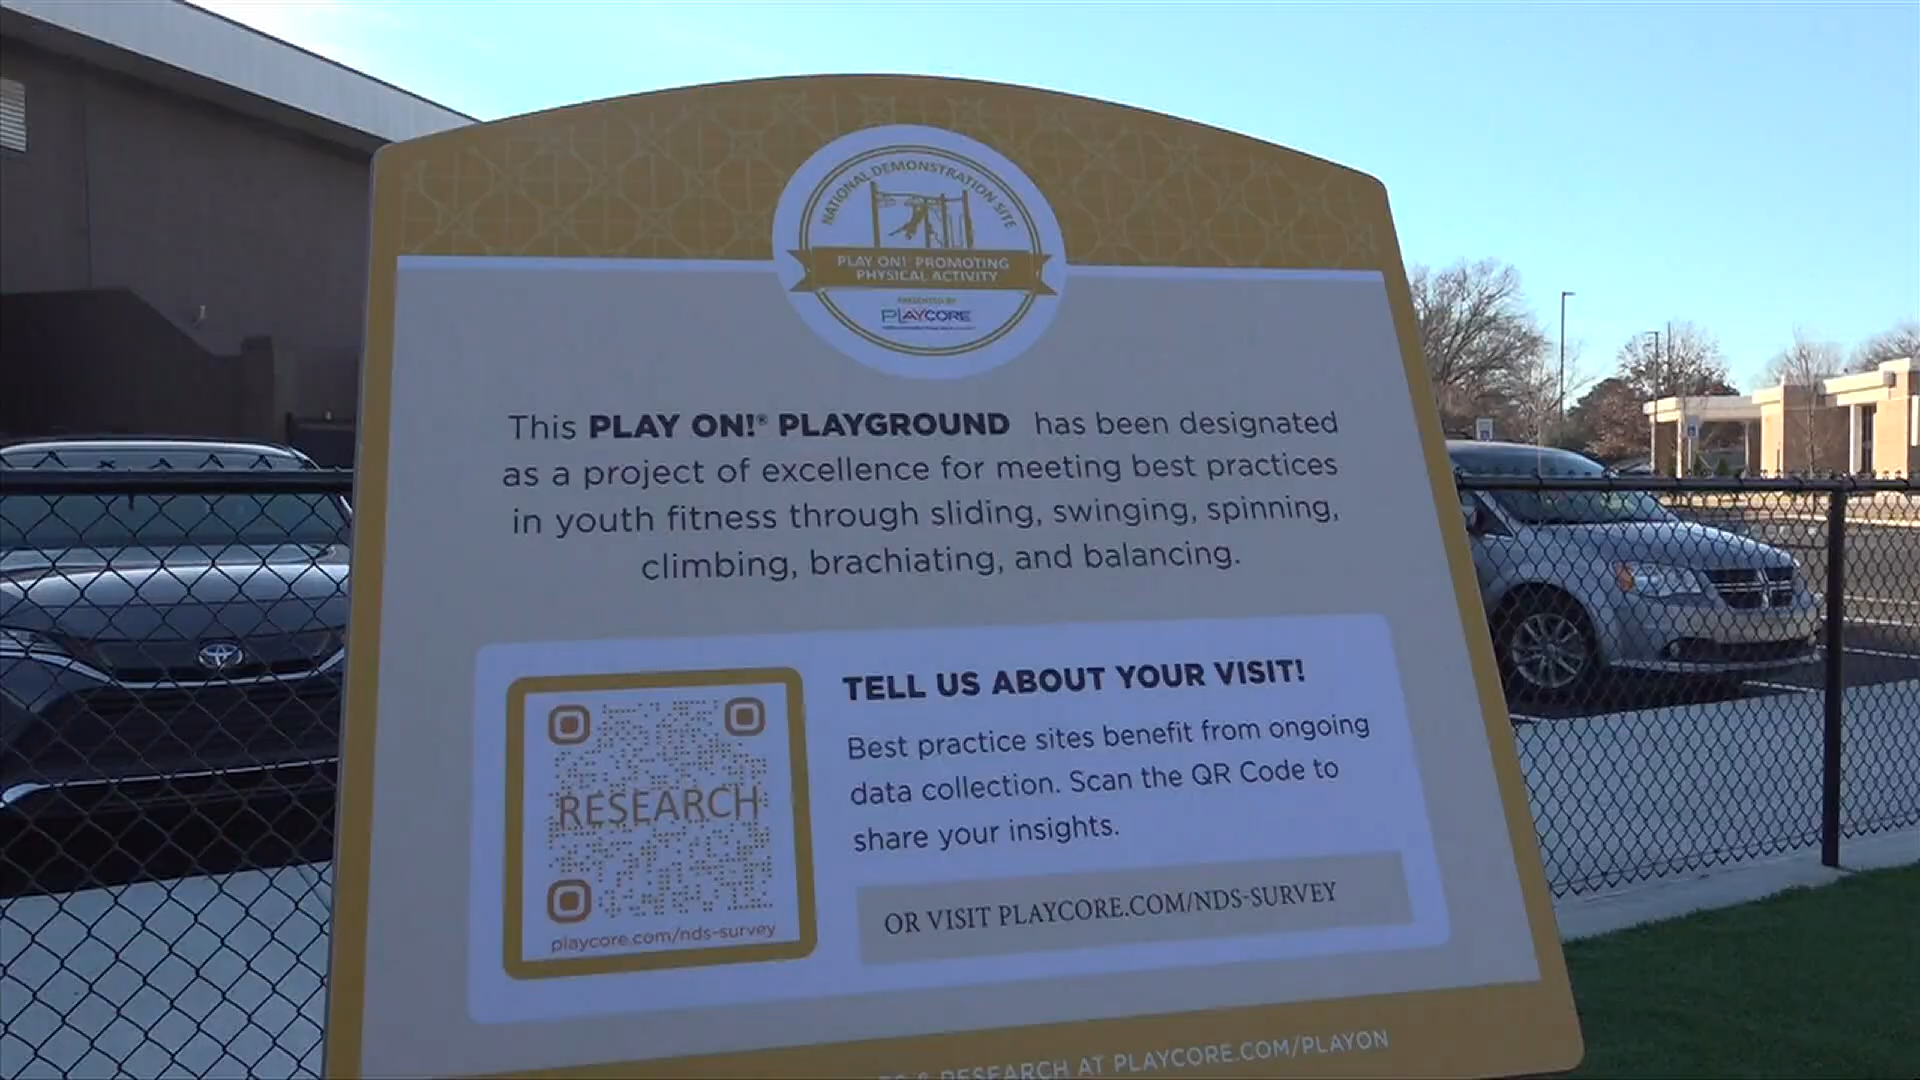 NATIONAL DEMONSTRATION SITE
PLAY ON! PROMOTING
PHYSICAL ACTIVITY
PRESENTED BY
PLAYCORE
This PLAY ON!® PLAYGROUND has been designated
as a project of excellence for meeting best practices
in youth fitness through sliding, swinging, spinning,
climbing, brachiating, and balancing.
RESEARCH
playcore.com/nds-survey
TELL US ABOUT YOUR VISIT!
Best practice sites benefit from ongoing
data collection. Scan the QR Code to
share your insights.
OR VISIT PLAYCORE.COM/NDS-SURVEY
& RESEARCH AT PLAYCORE.COM/PLAYON